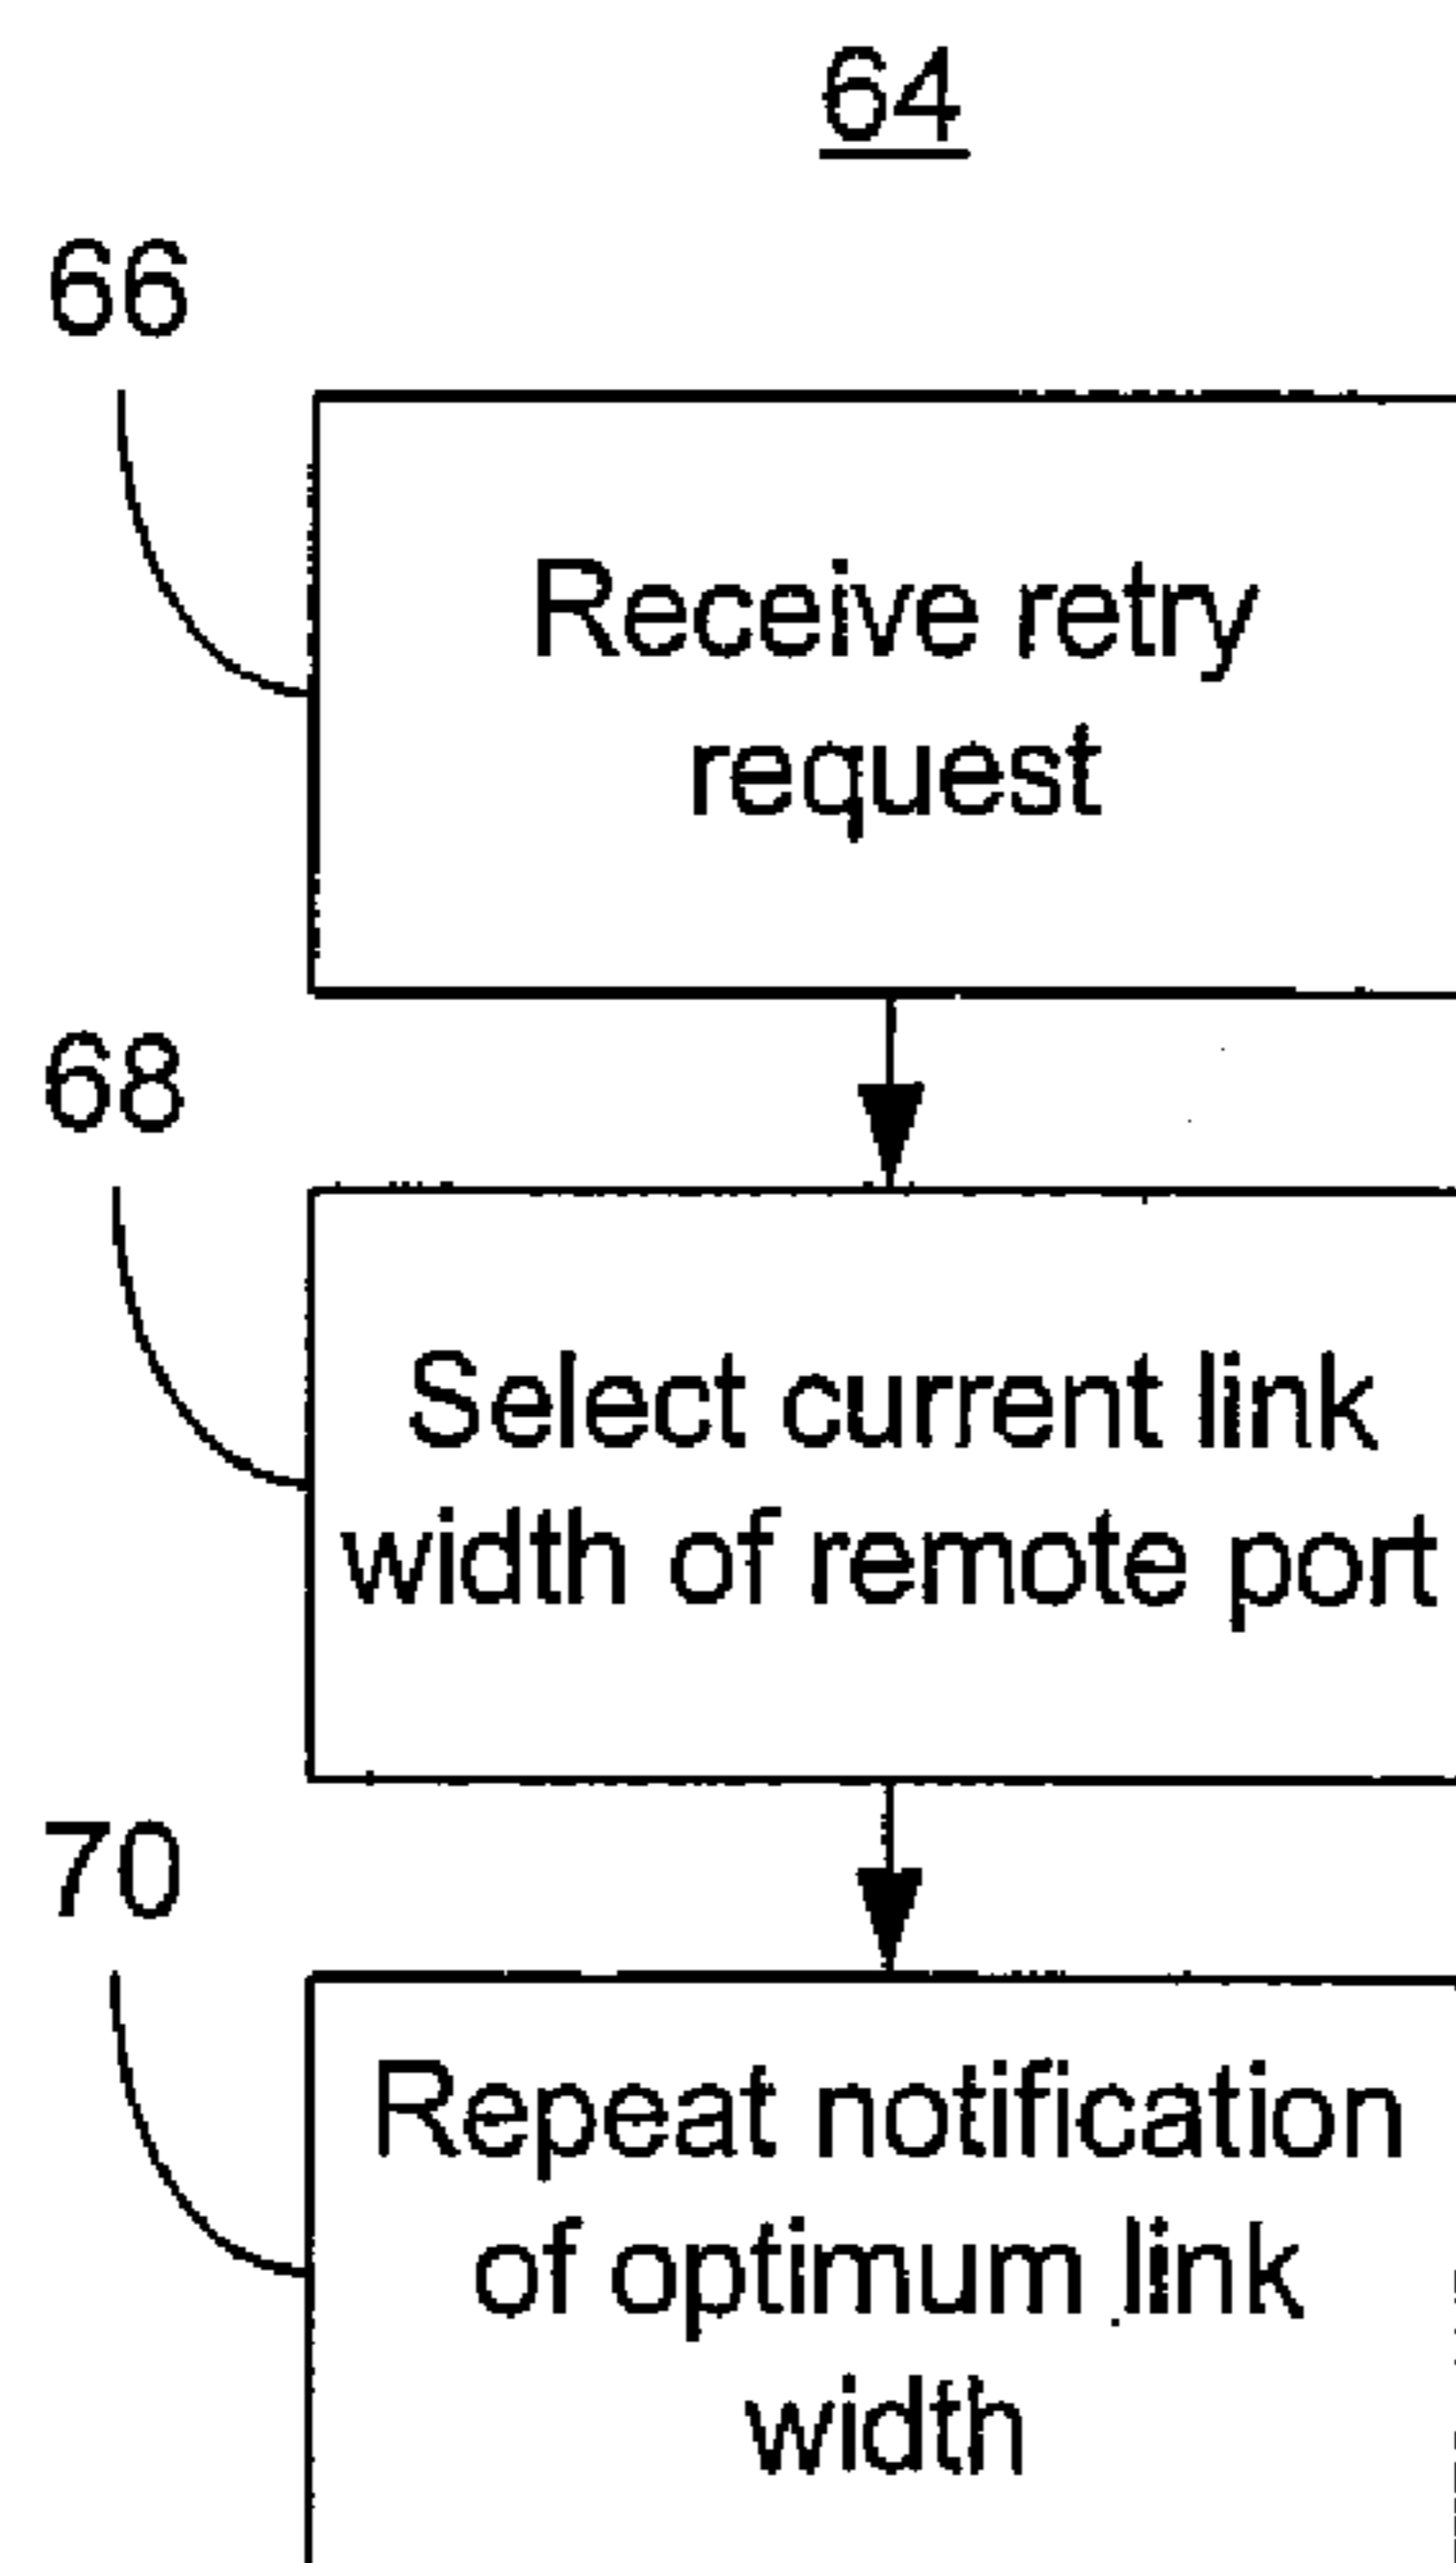 64
66
Receive retry
request
68
Select current link
width of remote port
70
Repeat notification
of optimum link
width